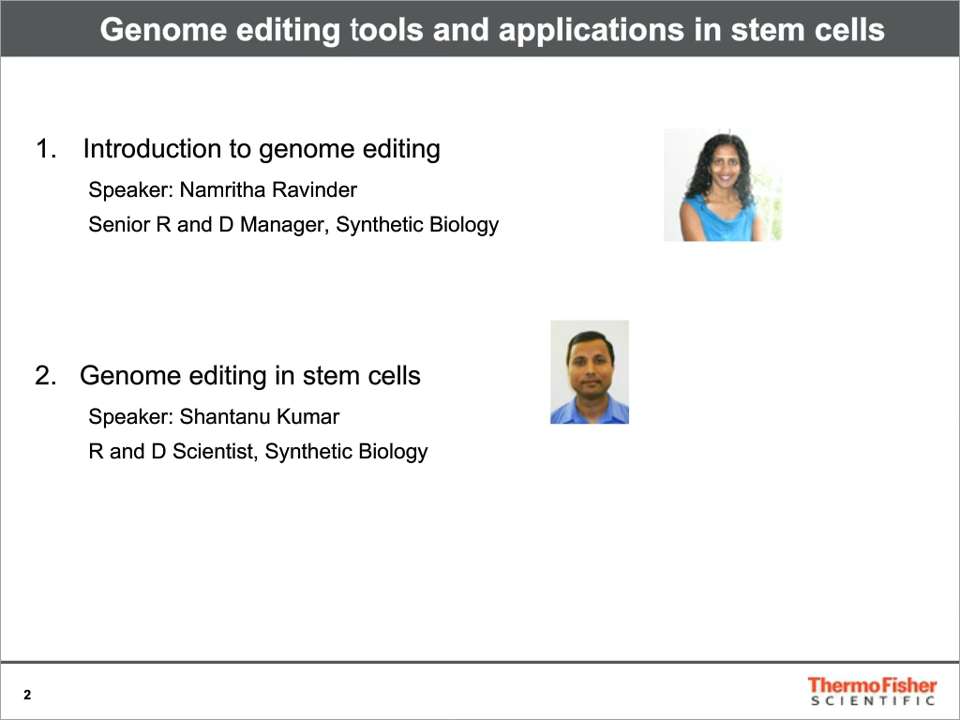 Genome editing tools and applications in stem cells
1. Introduction to genome editing
Speaker: Namritha Ravinder
Senior R and D Manager, Synthetic Biology
2. Genome editing in stem cells
Speaker: Shantanu Kumar
R and D Scientist, Synthetic Biology
2
ThermoFisher
SCIENTIFIC